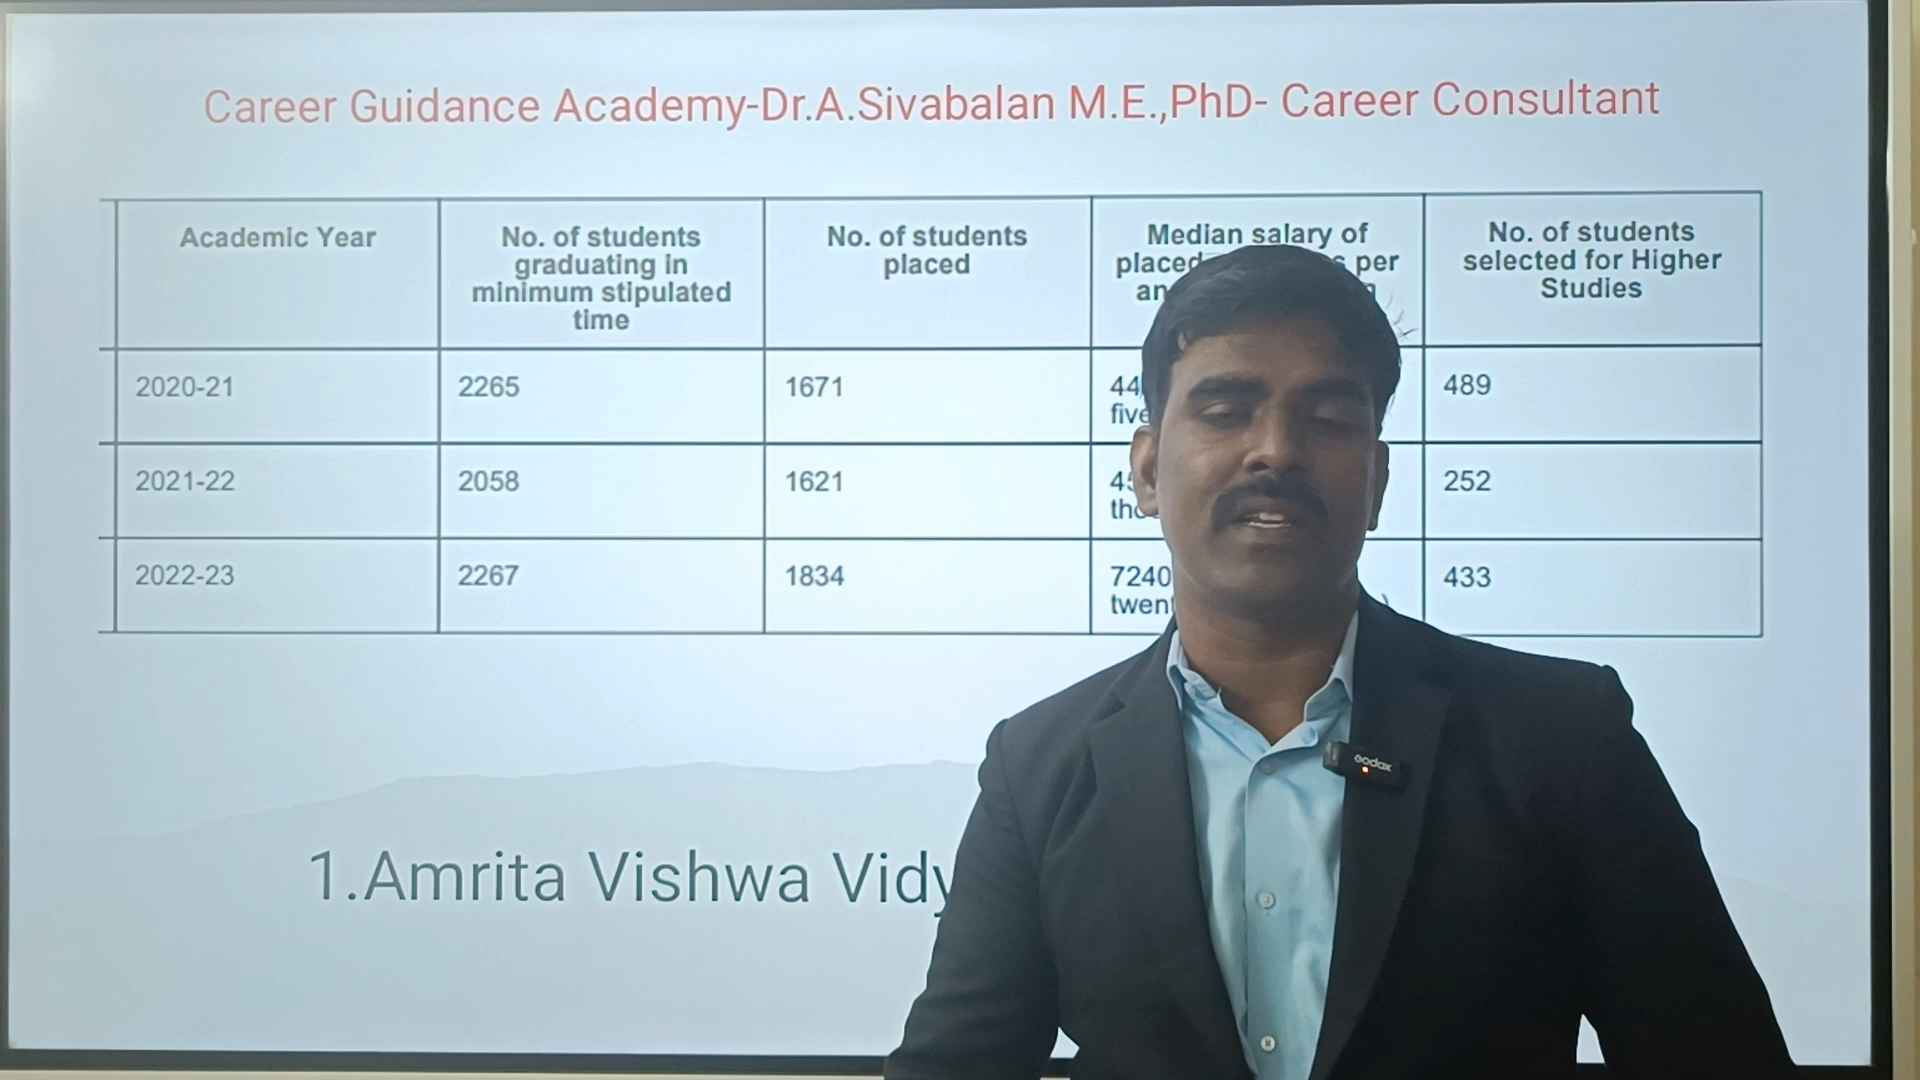 Career Guidance Academy-Dr.A.Sivabalan M.E.,PhD- Career Consultant
Academic Year
No. of students
graduating in
minimum stipulated
time
No. of students
placed
Median salary of
placed per
No. of students
selected for Higher
Studies
2020-21
2265
1671
489
2021-22
2058
1621
252
2022-23
2267
1834
433
1.Amrita Vishwa
Godox